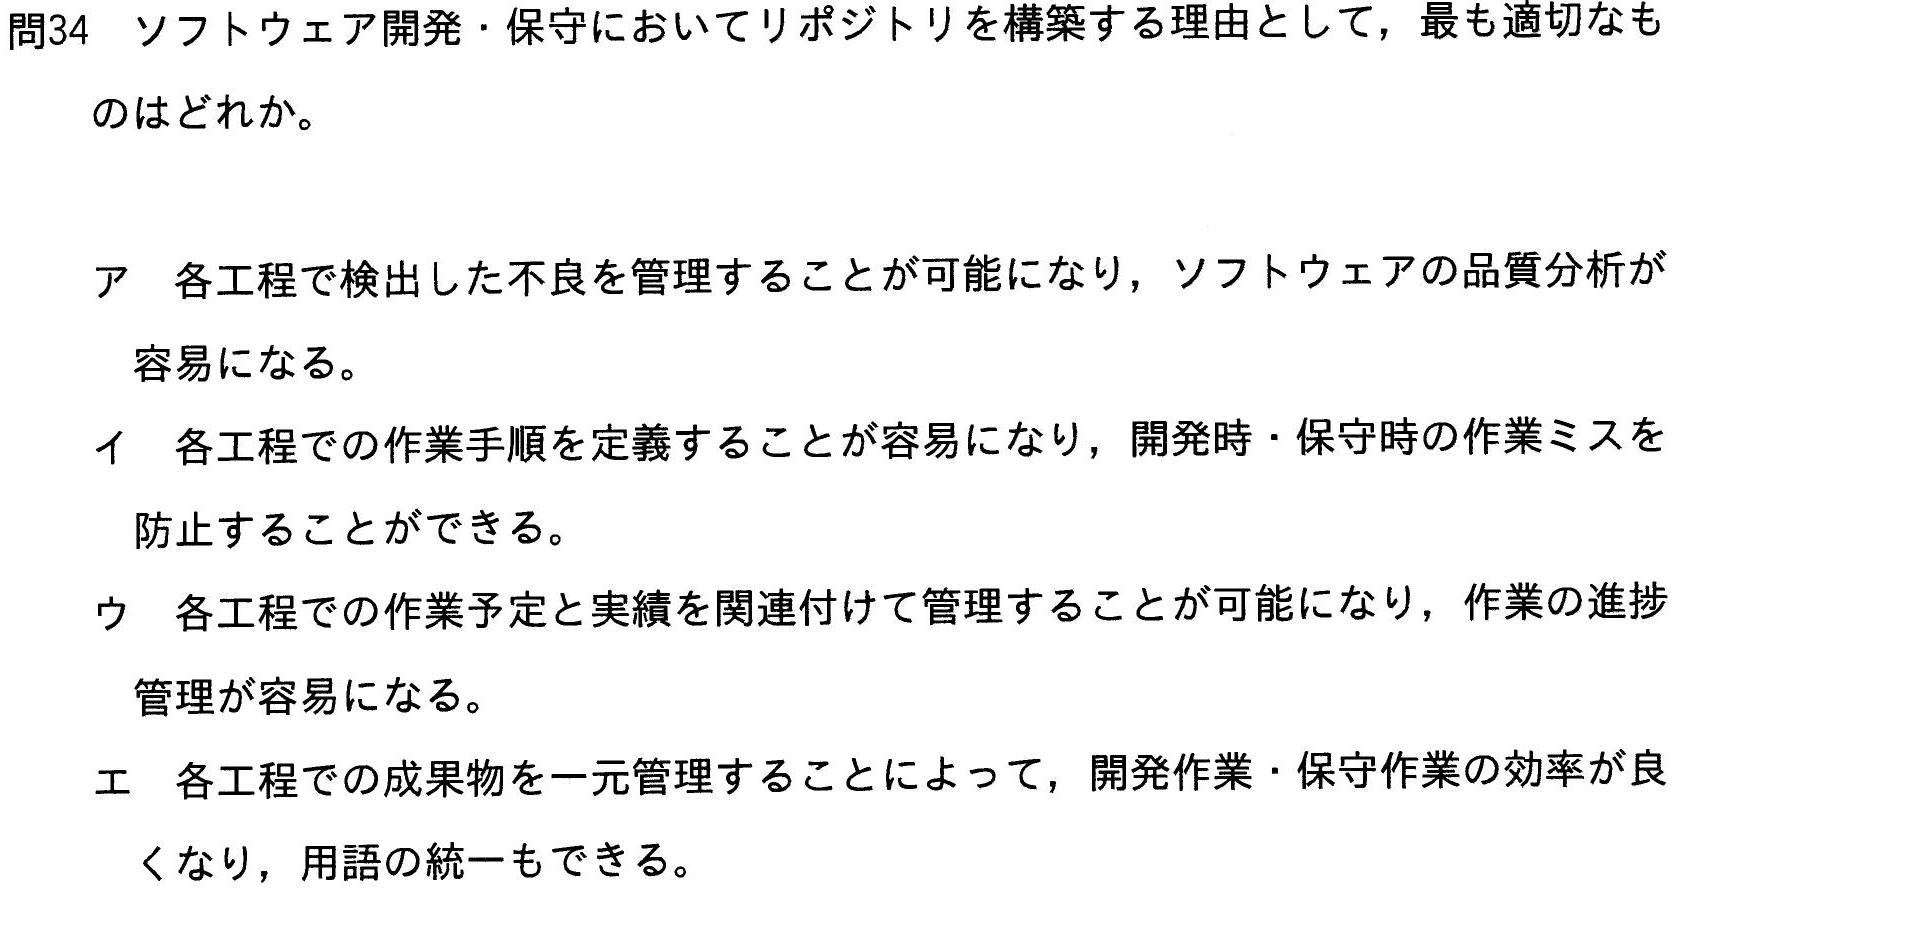 問34　ソフトウェア開発・保守においてリポジトリを構築する理由として，最も適切なも
のはどれか。
ア　各工程で検出した不良を管理することが可能になり，ソフトウェアの品質分析が
容易になる。
イ　各工程での作業手順を定義することが容易になり，開発時・保守時の作業ミスを
防止することができる。
ウ　各工程での作業予定と実績を関連付けて管理することが可能になり，作業の進捗
管理が容易になる。
エ　各工程での成果物を一元管理することによって，開発作業・保守作業の効率が良
くなり，用語の統一もできる。